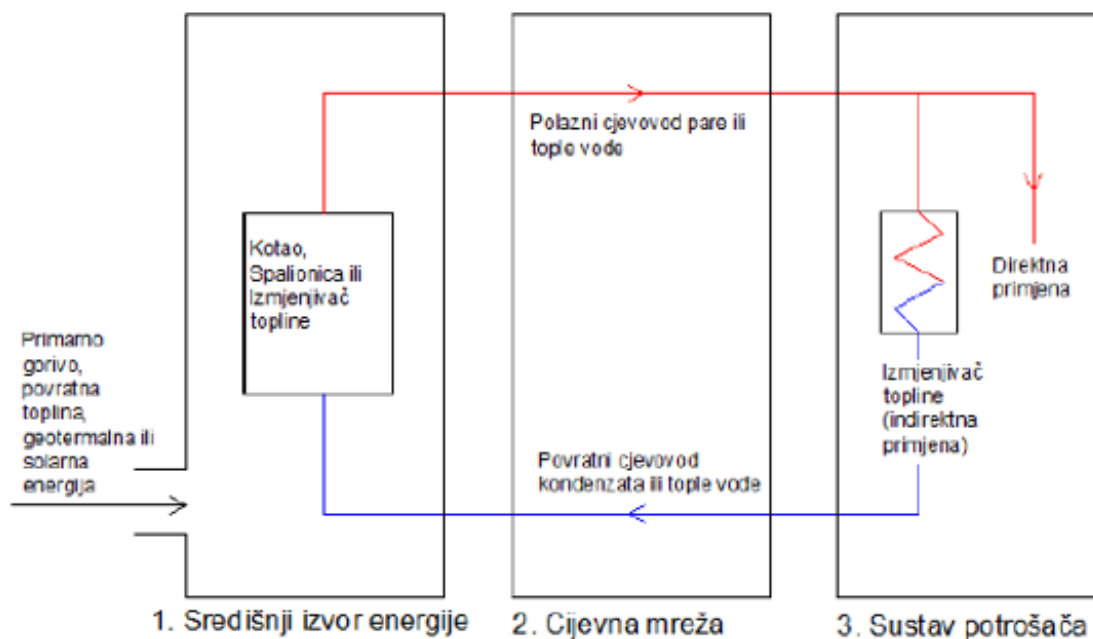 Polazni cjevovod pare ili
tople vode
Kotao,
Spalionica ili
Izmjenjivač
topline
Direktna
primjena
Primarno
gorivo,
povratna
toplina,
geotermalna ili
solarna
energija
Izmjenjivač
topline
(indirektna
primjena)
Povratni cjevovod
kondenzata ili tople vode
1. Središnji izvor energije
2. Cijevna mreža
3. Sustav potrošača